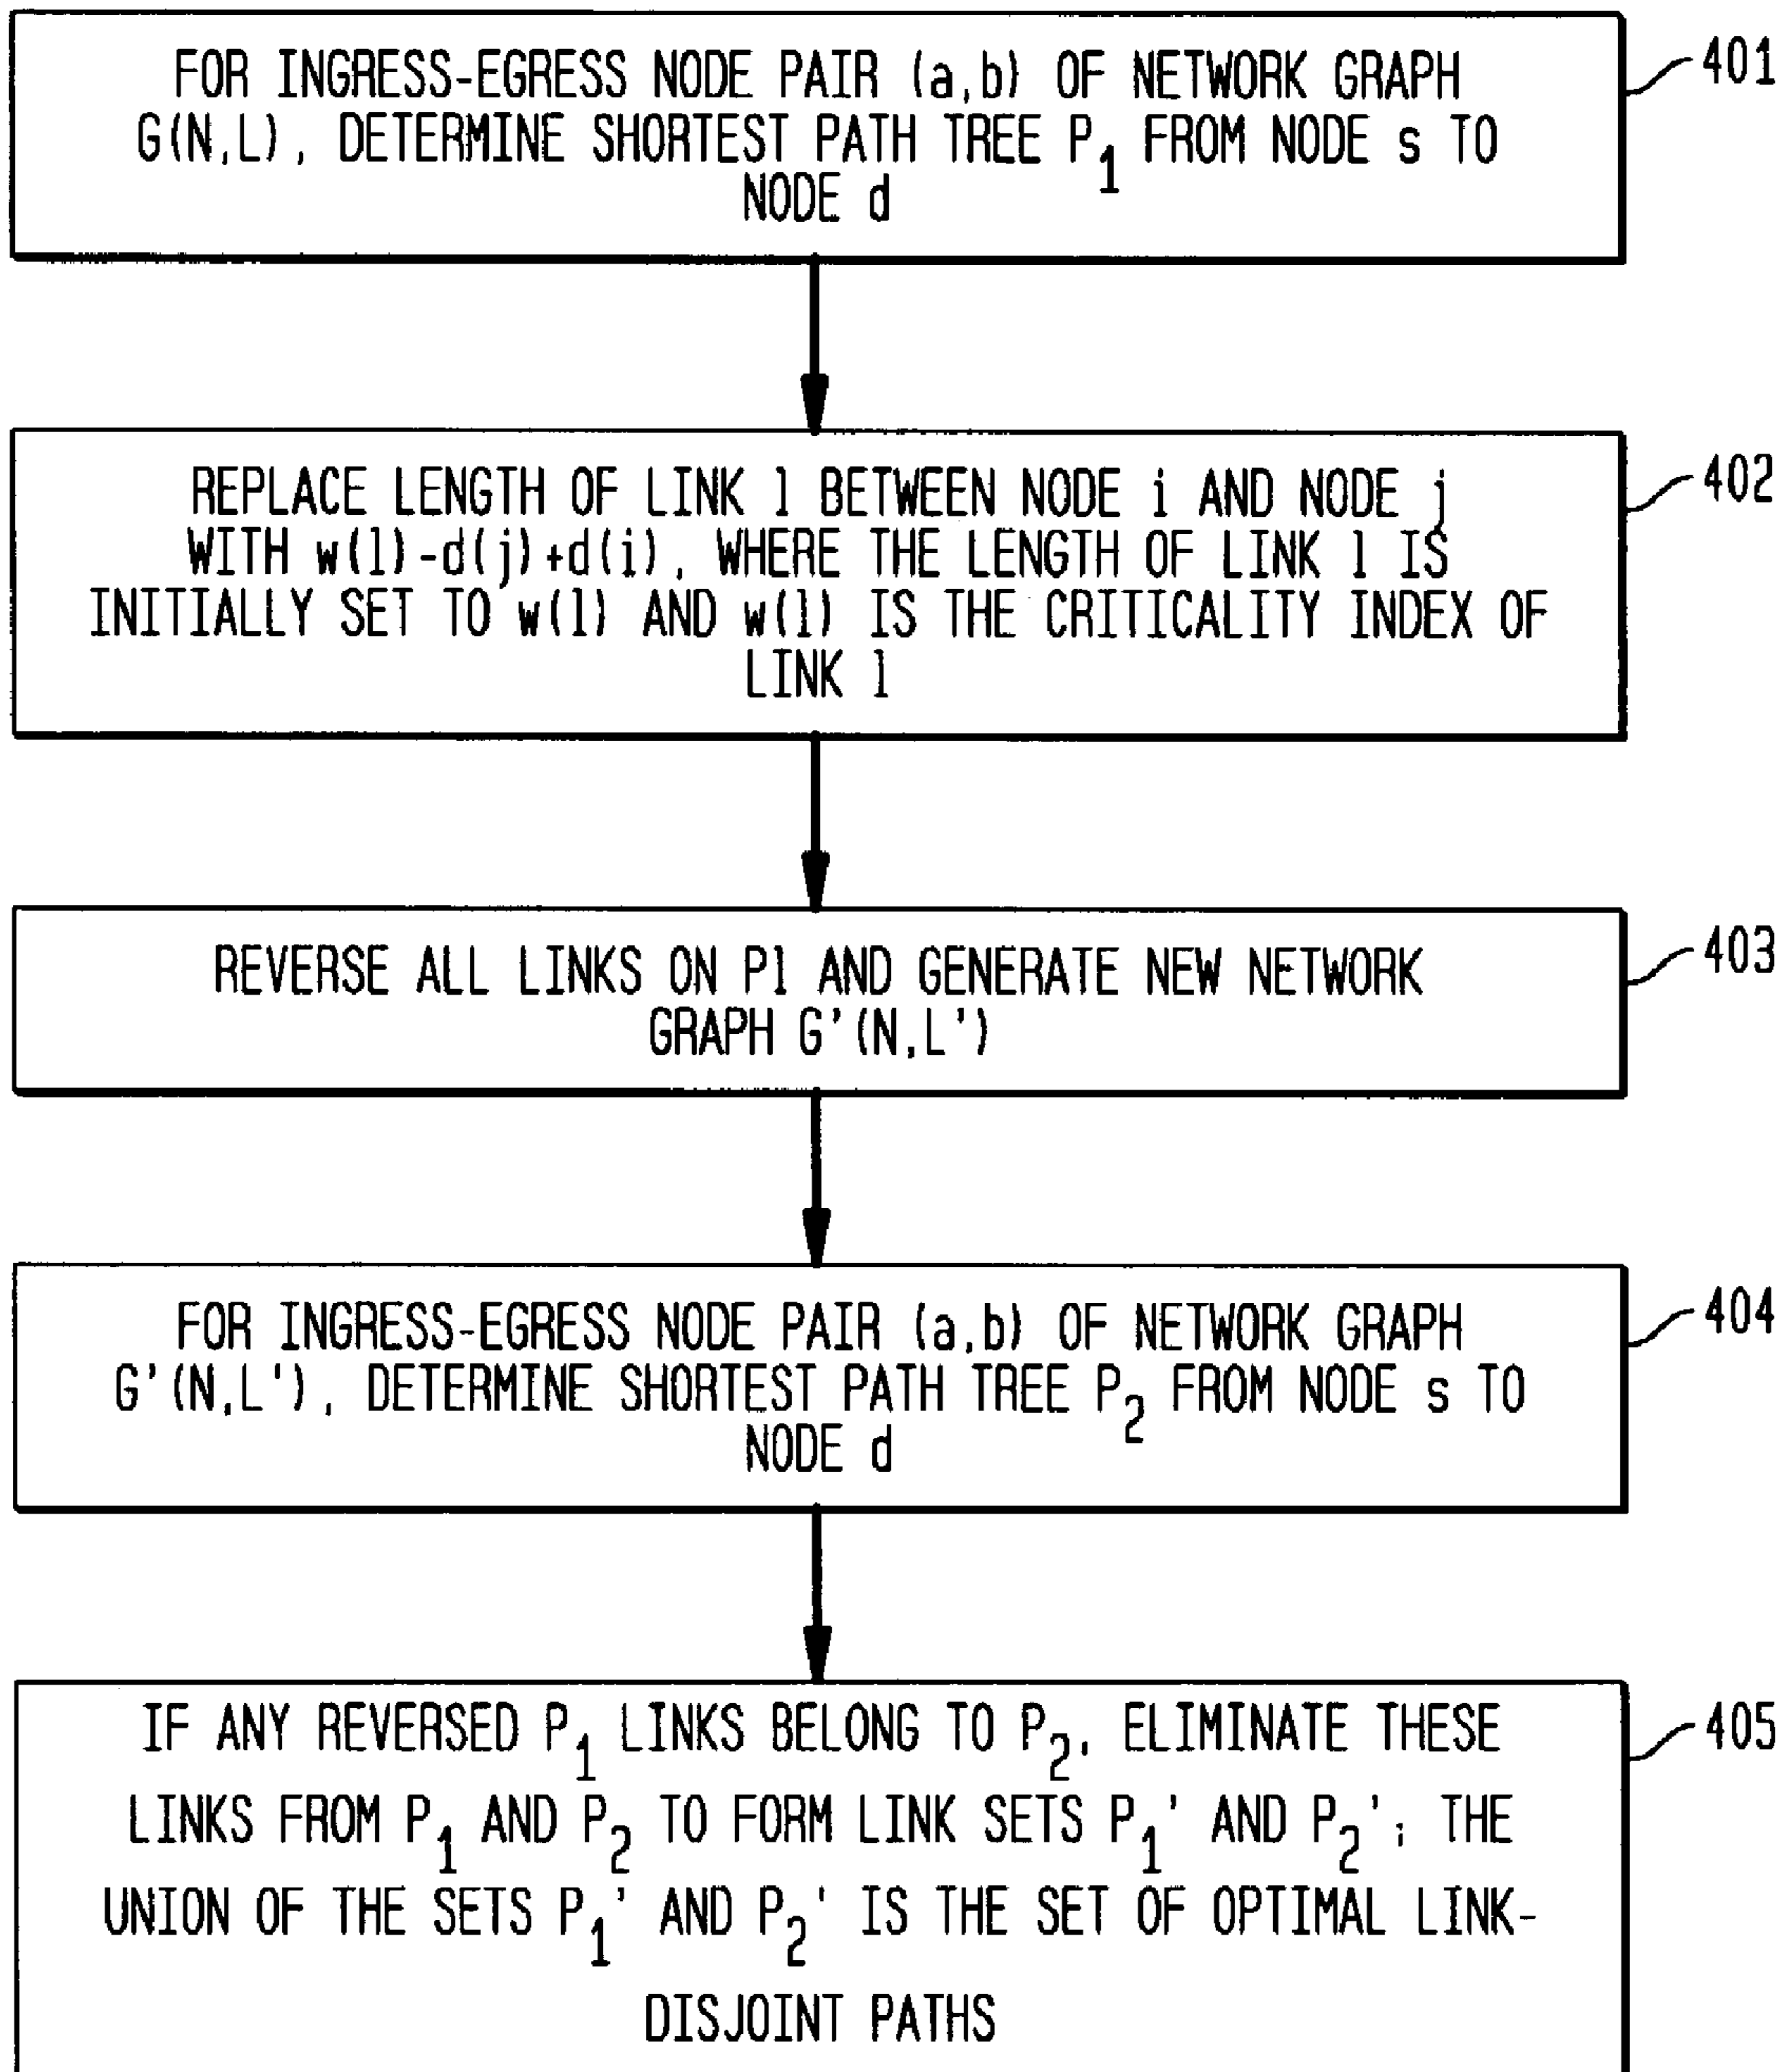 FOR INGRESS-EGRESS NODE PAIR (a,b) OF NETWORK GRAPH
G(N,L), DETERMINE SHORTEST PATH TREE P1 FROM NODE s TO
NODE d
401
REPLACE LENGTH OF LINK l BETWEEN NODE i AND NODE j
WITH w(l)-d(j)+d(i), WHERE THE LENGTH OF LINK l IS
INITIALLY SET TO w(l) AND w(l) IS THE CRITICALITY INDEX OF
LINK l
402
REVERSE ALL LINKS ON P1 AND GENERATE NEW NETWORK
GRAPH G'(N,L')
403
FOR INGRESS-EGRESS NODE PAIR (a,b) OF NETWORK GRAPH
G'(N,L'), DETERMINE SHORTEST PATH TREE P2 FROM NODE s TO
NODE d
404
IF ANY REVERSED P1 LINKS BELONG TO P2, ELIMINATE THESE
LINKS FROM P1 AND P2 TO FORM LINK SETS P1' AND P2'; THE
UNION OF THE SETS P1' AND P2' IS THE SET OF OPTIMAL LINK-
DISJOINT PATHS
405